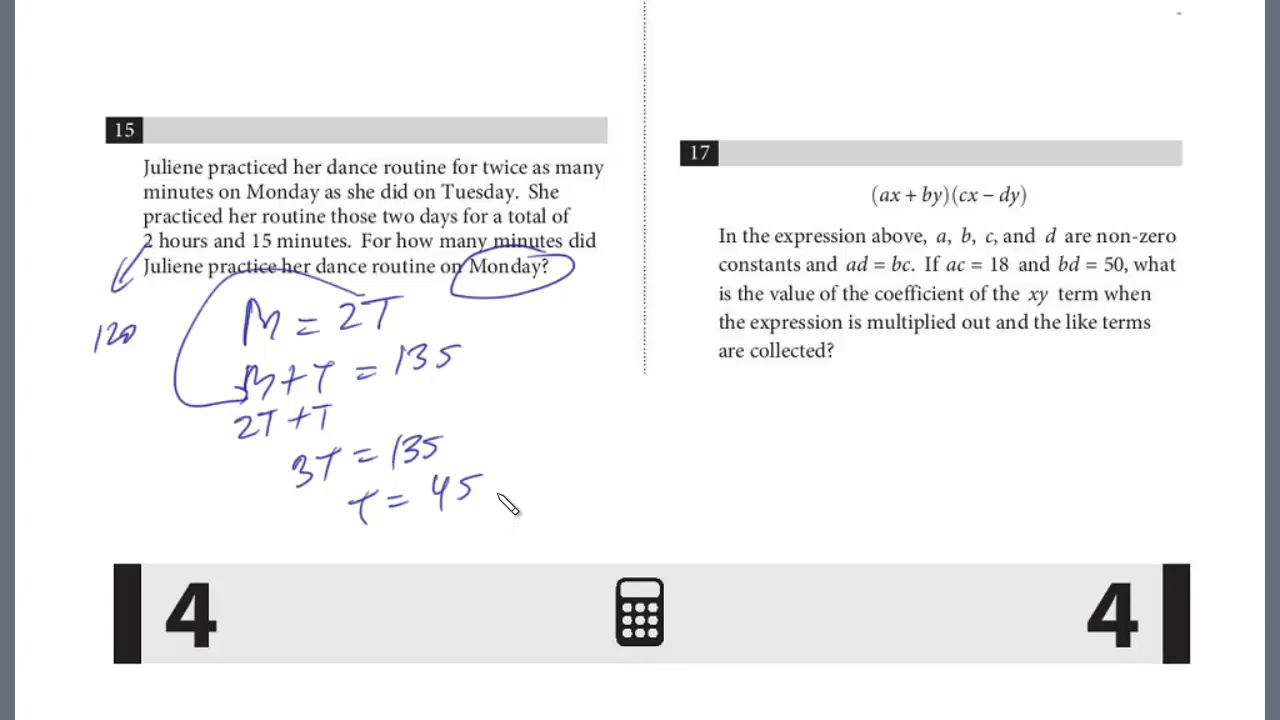 15
Juliene practiced her dance routine for twice as many
minutes on Monday as she did on Tuesday. She
practiced her routine those two days for a total of
2 hours and 15 minutes. For how many minutes did
Juliene practice her dance routine on Monday?
120
M = 2T
M + T = 135
2T + T
3T = 135
T = 45
17
(ax + by)(cx − dy)
In the expression above, a, b, c, and d are non-zero
constants and ad = bc. If ac = 18 and bd = 50, what
is the value of the coefficient of the xy term when
the expression is multiplied out and the like terms
are collected?
4
4